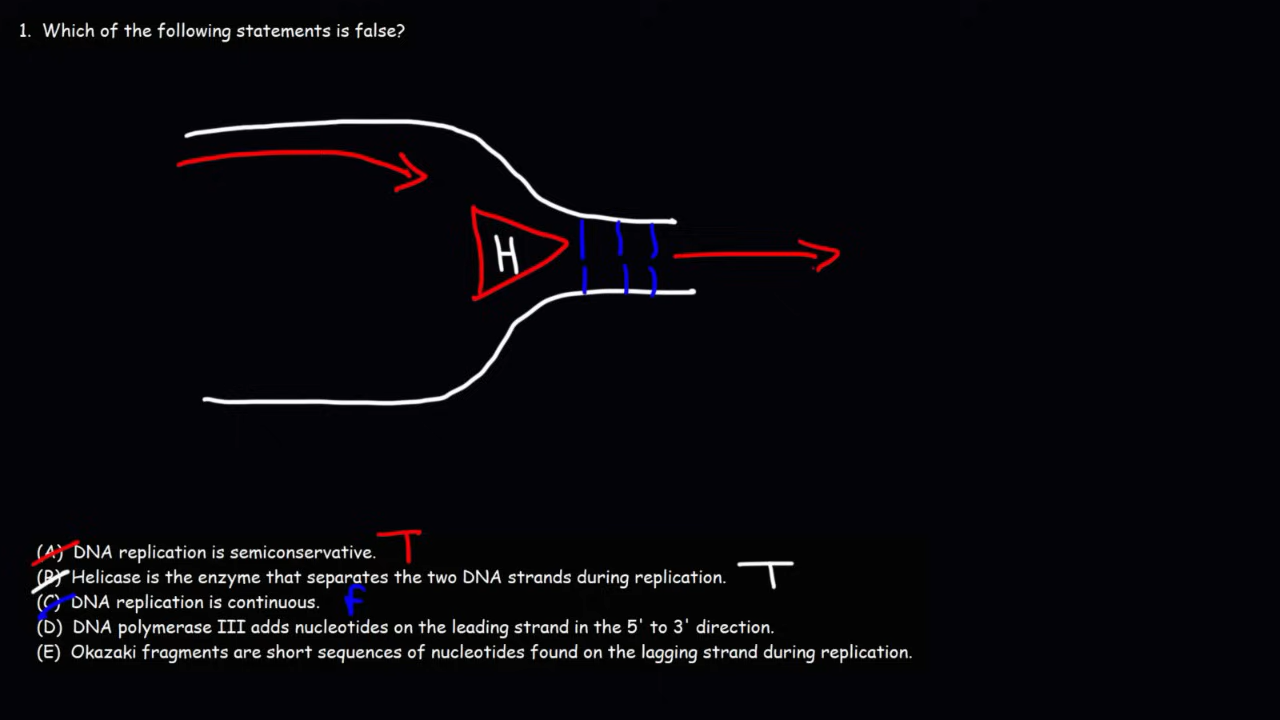 1. Which of the following statements is false?
H
(A) DNA replication is semiconservative. T
(B) Helicase is the enzyme that separates the two DNA strands during replication. T
(C) DNA replication is continuous. F
(D) DNA polymerase III adds nucleotides on the leading strand in the 5' to 3' direction.
(E) Okazaki fragments are short sequences of nucleotides found on the lagging strand during replication.